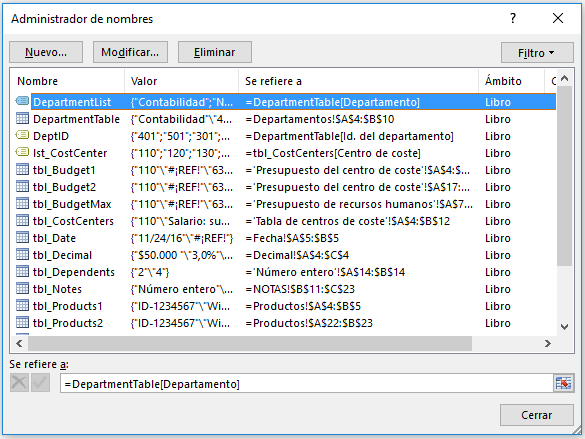 Administrador de nombres
Nuevo... Modificar... Eliminar Filtro
Nombre Valor Se refiere a Ámbito C
DepartmentList {"Contabilidad";"N... =DepartmentTable[Departamento] Libro
DepartmentTable {"Contabilidad"\"4... =Departamentos!$A$4:$B$10 Libro
DeptID {"401";"501";"301";... =DepartmentTable[Id. del departamento] Libro
lst_CostCenter {"110";"120";"130";... =tbl_CostCenters[Centro de coste] Libro
tbl_Budget1 {"110"\"#¡REF!"\"63... ='Presupuesto del centro de coste'!$A$4:$... Libro
tbl_Budget2 {"110"\"#¡REF!"\"63... ='Presupuesto del centro de coste'!$A$17:... Libro
tbl_BudgetMax {"110"\"#¡REF!"\"63... ='Presupuesto de recursos humanos'!$A$7... Libro
tbl_CostCenters {"110"\"Salario: su... ='Tabla de centros de coste'!$A$4:$B$12 Libro
tbl_Date {"11/24/16"\"#¡REF!"} =Fecha!$A$5:$B$5 Libro
tbl_Decimal {"$50.000 "\"3,0%"\... =Decimal!$A$4:$C$4 Libro
tbl_Dependents {"2"\"4"} ='Número entero'!$A$14:$B$14 Libro
tbl_Notes {"Número entero"\... =NOTAS!$B$11:$C$23 Libro
tbl_Products1 {"ID-1234567"\"Wi... =Productos!$A$4:$B$5 Libro
tbl_Products2 {"ID-1234567"\"Wi... =Productos!$A$22:$B$23 Libro
Se refiere a:
=DepartmentTable[Departamento]
Cerrar